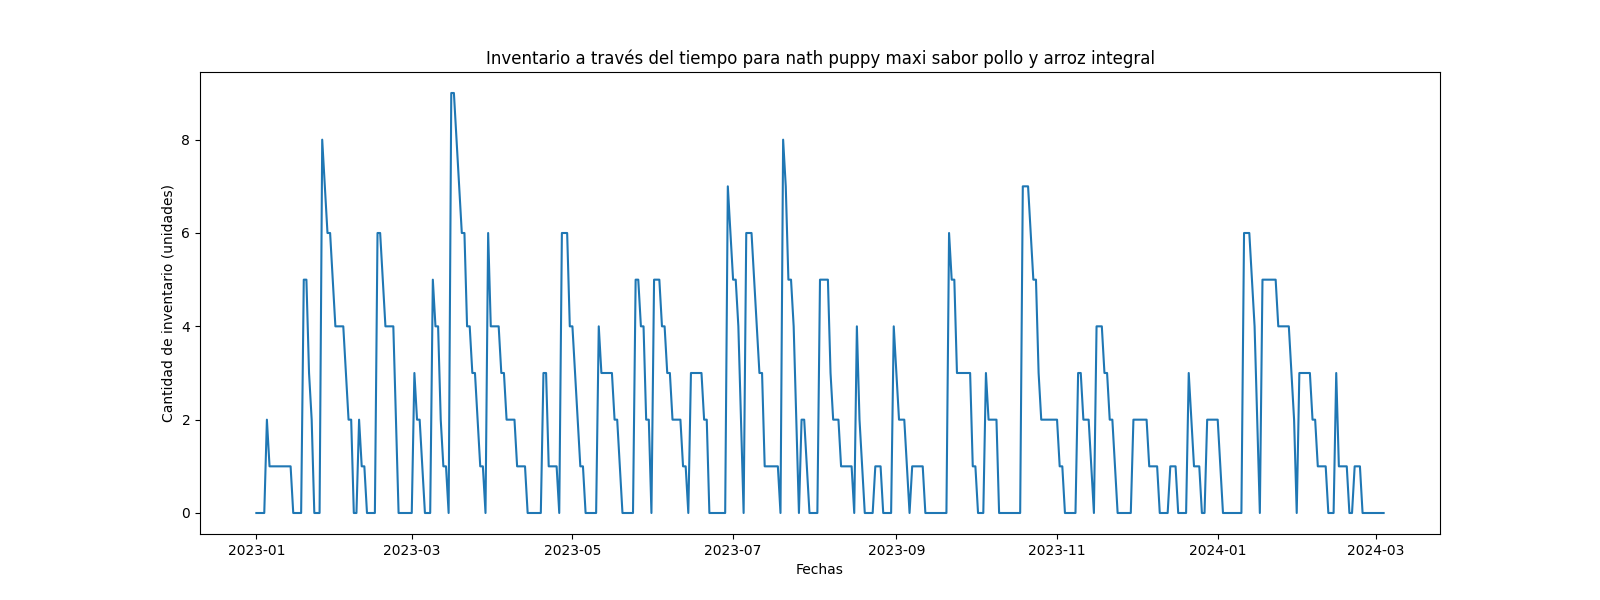 Inventario a través del tiempo para nath puppy maxi sabor pollo y arroz integral
Cantidad de inventario (unidades)
8
6
4
2
0
2023-01 2023-03 2023-05 2023-07 2023-09 2023-11 2024-01 2024-03
Fechas